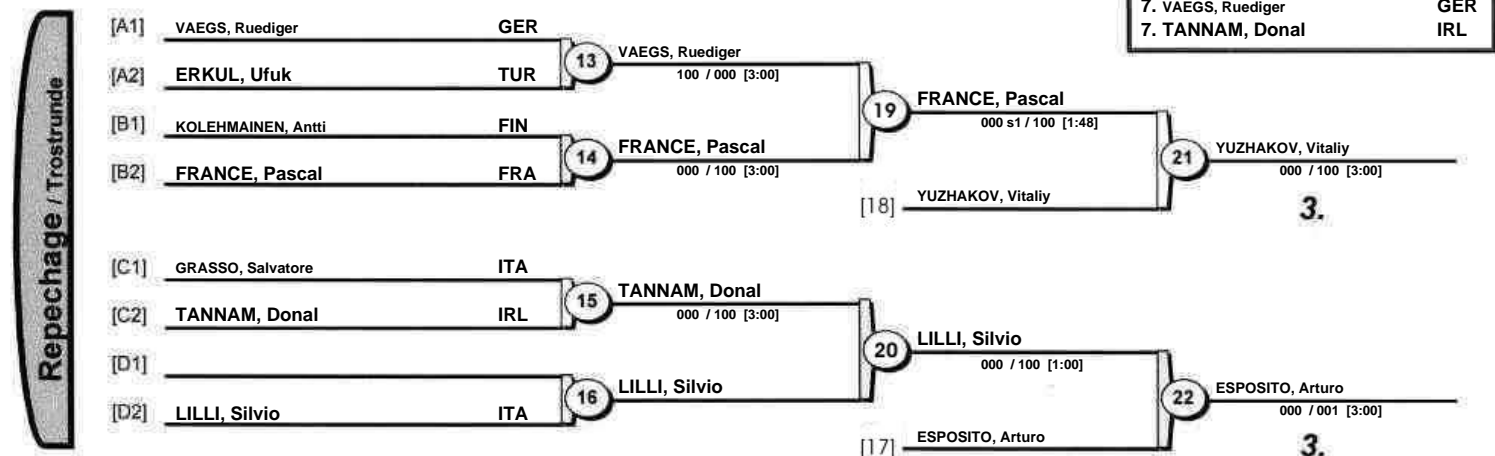 7. VAEGS, Ruediger GER
7. TANNAM, Donal IRL
Repechage / Trostrunde
[A1] VAEGS, Ruediger GER
[A2] ERKUL, Ufuk TUR
13 VAEGS, Ruediger
100 / 000 [3:00]
[B1] KOLEHMAINEN, Antti FIN
[B2] FRANCE, Pascal FRA
14 FRANCE, Pascal
000 / 100 [3:00]
19 FRANCE, Pascal
000 s1 / 100 [1:48]
[18] YUZHAKOV, Vitaliy
21 YUZHAKOV, Vitaliy
000 / 100 [3:00]
3.
[C1] GRASSO, Salvatore ITA
[C2] TANNAM, Donal IRL
15 TANNAM, Donal
000 / 100 [3:00]
[D1]
[D2] LILLI, Silvio ITA
16 LILLI, Silvio
20 LILLI, Silvio
000 / 100 [1:00]
[17] ESPOSITO, Arturo
22 ESPOSITO, Arturo
000 / 001 [3:00]
3.